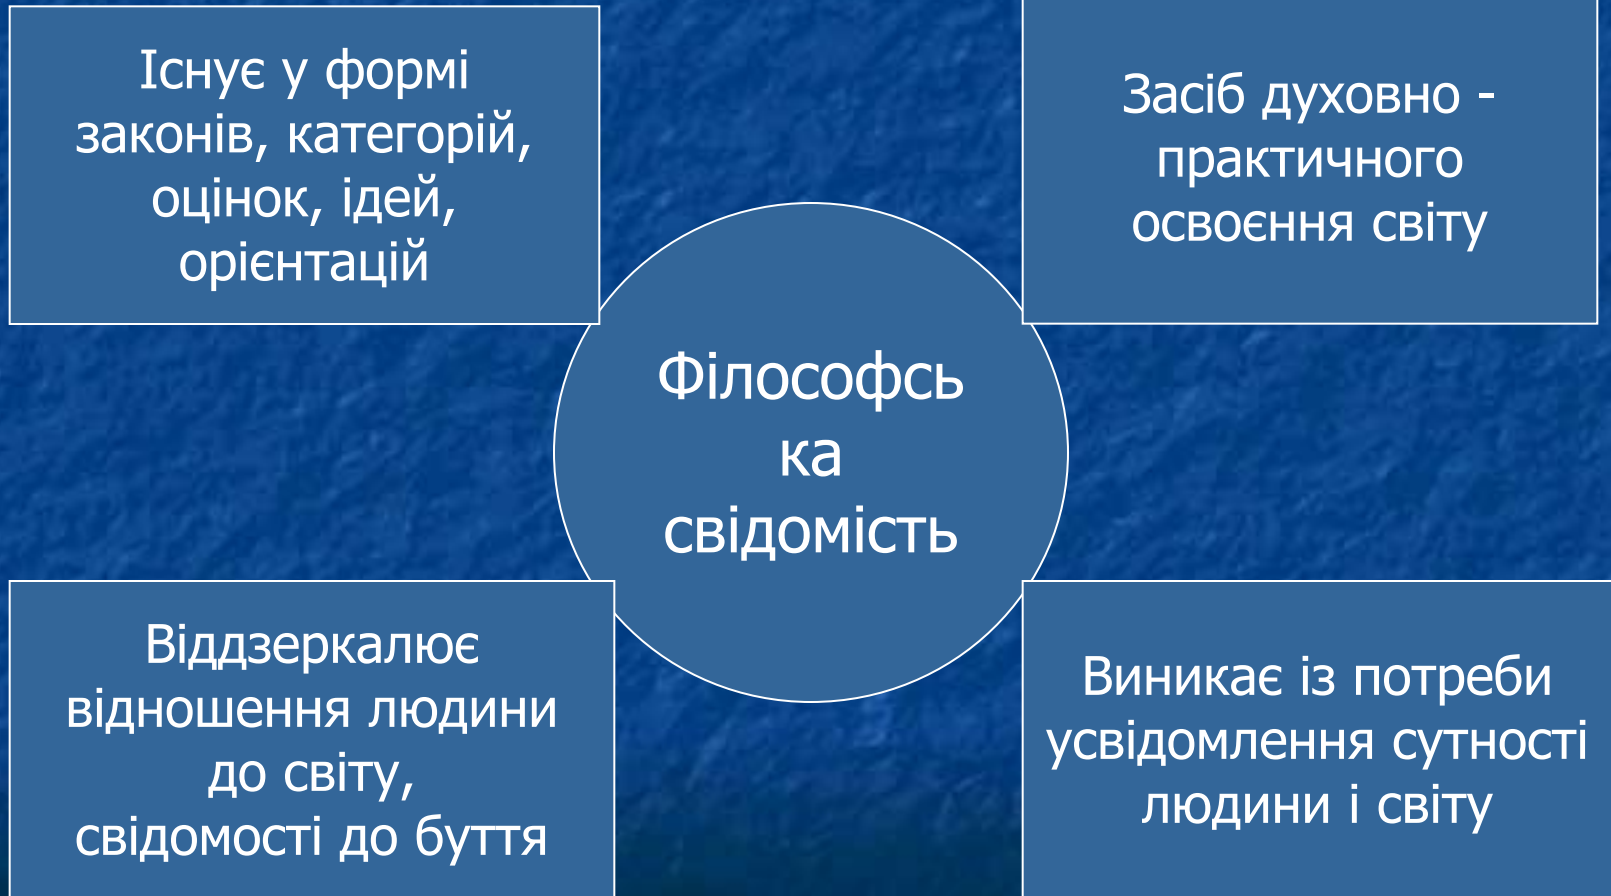 Існує у формі
законів, категорій,
оцінок, ідей,
орієнтацій
Засіб духовно -
практичного
освоєння світу
Філософсь
ка
свідомість
Віддзеркалює
відношення людини
до світу,
свідомості до буття
Виникає із потреби
усвідомлення сутності
людини і світу